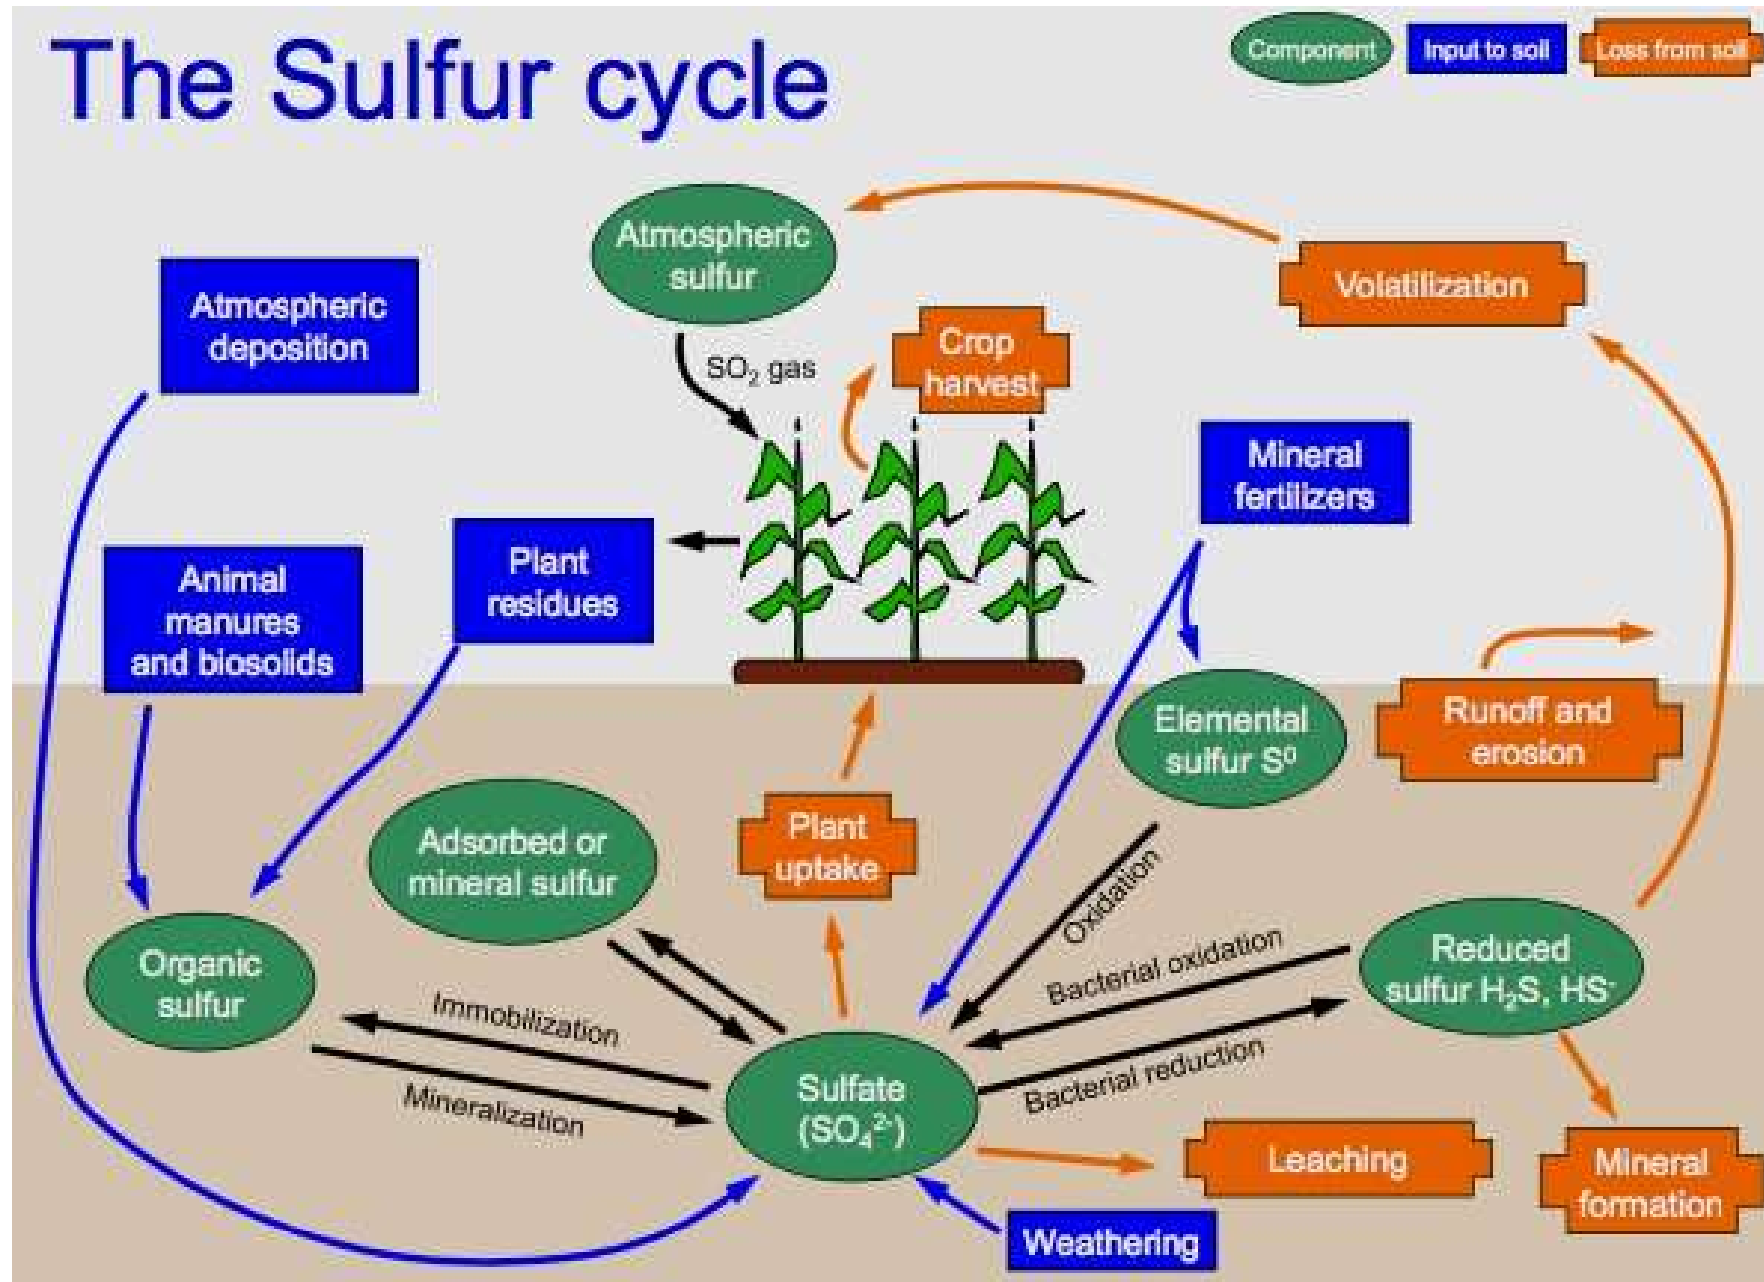 The Sulfur cycle
Component
Input to soil
Loss from soil
Atmospheric
sulfur
Atmospheric
deposition
Volatilization
Crop
harvest
SO₂ gas
Mineral
fertilizers
Plant
residues
Animal
manures
and biosolids
Elemental
sulfur S⁰
Runoff and
erosion
Adsorbed or
mineral sulfur
Plant
uptake
Oxidation
Organic
sulfur
Bacterial oxidation
Reduced
sulfur H₂S, HS⁻
Immobilization
Mineralization
Sulfate
(SO₄²⁻)
Bacterial reduction
Leaching
Mineral
formation
Weathering